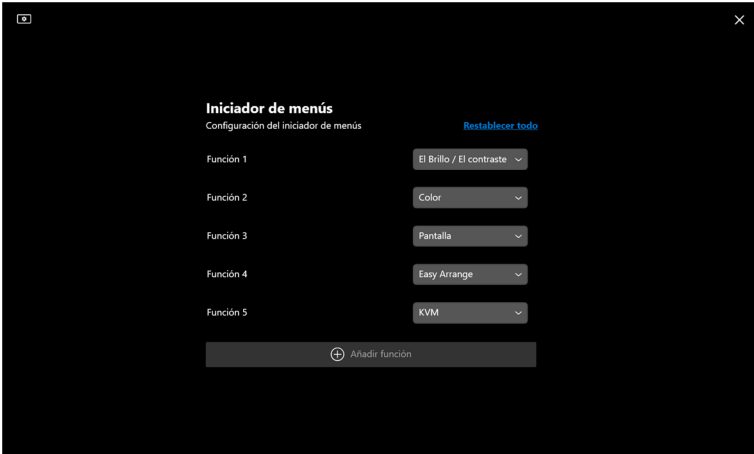 Iniciador de menús
Configuración del iniciador de menús Restablecer todo
Función 1 El Brillo / El contraste
Función 2 Color
Función 3 Pantalla
Función 4 Easy Arrange
Función 5 KVM
Añadir función